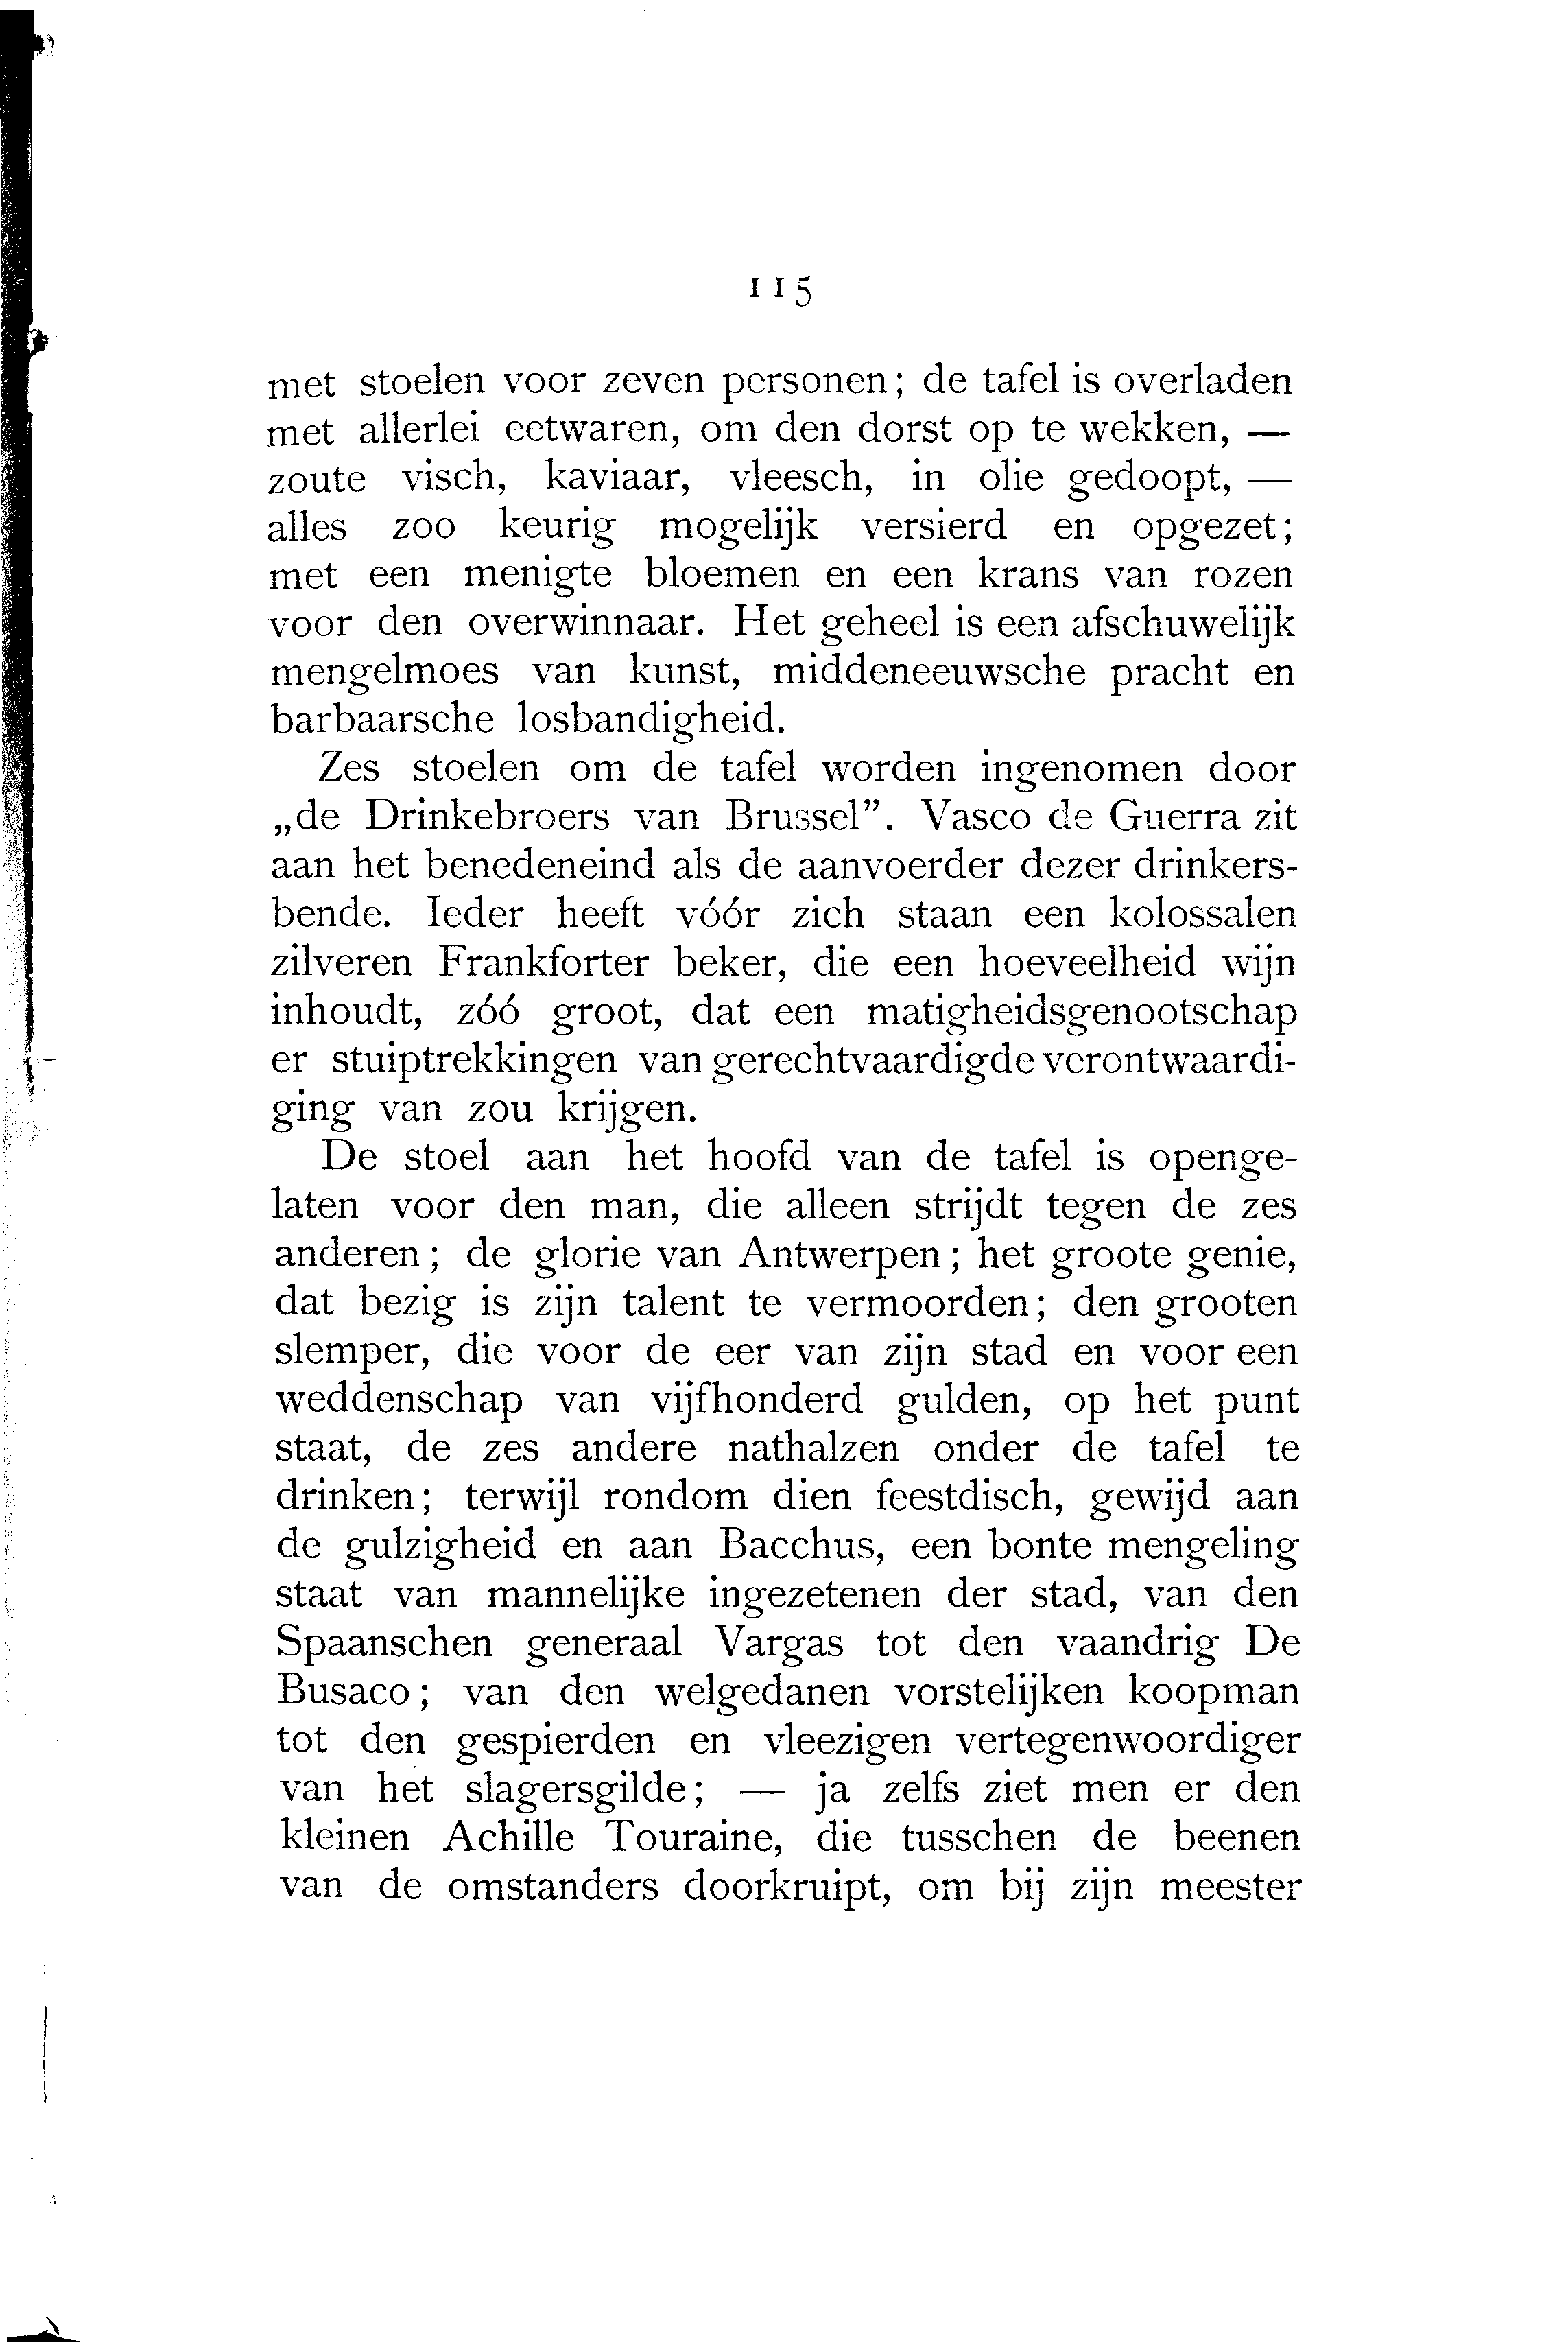 115
met stoelen voor zeven personen; de tafel is overladen
met allerlei eetwaren, om den dorst op te wekken, —
zoute visch, kaviaar, vleesch, in olie gedoopt, —
alles zoo keurig mogelijk versierd en opgezet;
met een menigte bloemen en een krans van rozen
voor den overwinnaar. Het geheel is een afschuwelijk
mengelmoes van kunst, middeneeuwsche pracht en
barbaarsche losbandigheid.
Zes stoelen om de tafel worden ingenomen door
„de Drinkebroers van Brussel”. Vasco de Guerra zit
aan het benedeneind als de aanvoerder dezer drinkers-
bende. Ieder heeft vóór zich staan een kolossalen
zilveren Frankforter beker, die een hoeveelheid wijn
inhoudt, zóó groot, dat een matigheidsgenootschap
er stuiptrekkingen van gerechtvaardigde verontwaardi-
ging van zou krijgen.
De stoel aan het hoofd van de tafel is openge-
laten voor den man, die alleen strijdt tegen de zes
anderen; de glorie van Antwerpen; het groote genie,
dat bezig is zijn talent te vermoorden; den grooten
slemper, die voor de eer van zijn stad en voor een
weddenschap van vijfhonderd gulden, op het punt
staat, de zes andere nathalzen onder de tafel te
drinken; terwijl rondom dien feestdisch, gewijd aan
de gulzigheid en aan Bacchus, een bonte mengeling
staat van mannelijke ingezetenen der stad, van den
Spaanschen generaal Vargas tot den vaandrig De
Busaco; van den welgedanen vorstelijken koopman
tot den gespierden en vleezigen vertegenwoordiger
van het slagersgilde; — ja zelfs ziet men er den
kleinen Achille Touraine, die tusschen de beenen
van de omstanders doorkruipt, om bij zijn meester